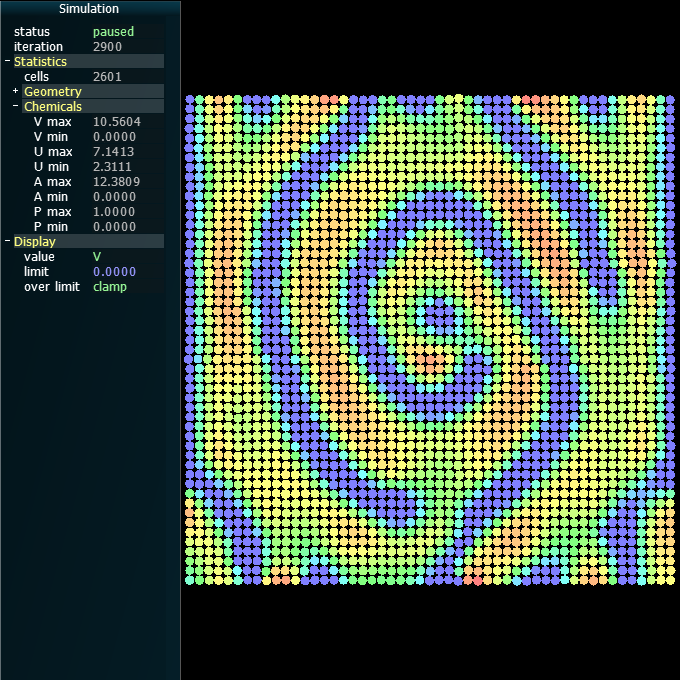 Simulation
status paused
iteration 2900
- Statistics
cells 2601
+ Geometry
- Chemicals
V max 10.5604
V min 0.0000
U max 7.1413
U min 2.3111
A max 12.3809
A min 0.0000
P max 1.0000
P min 0.0000
- Display
value V
limit 0.0000
over limit clamp